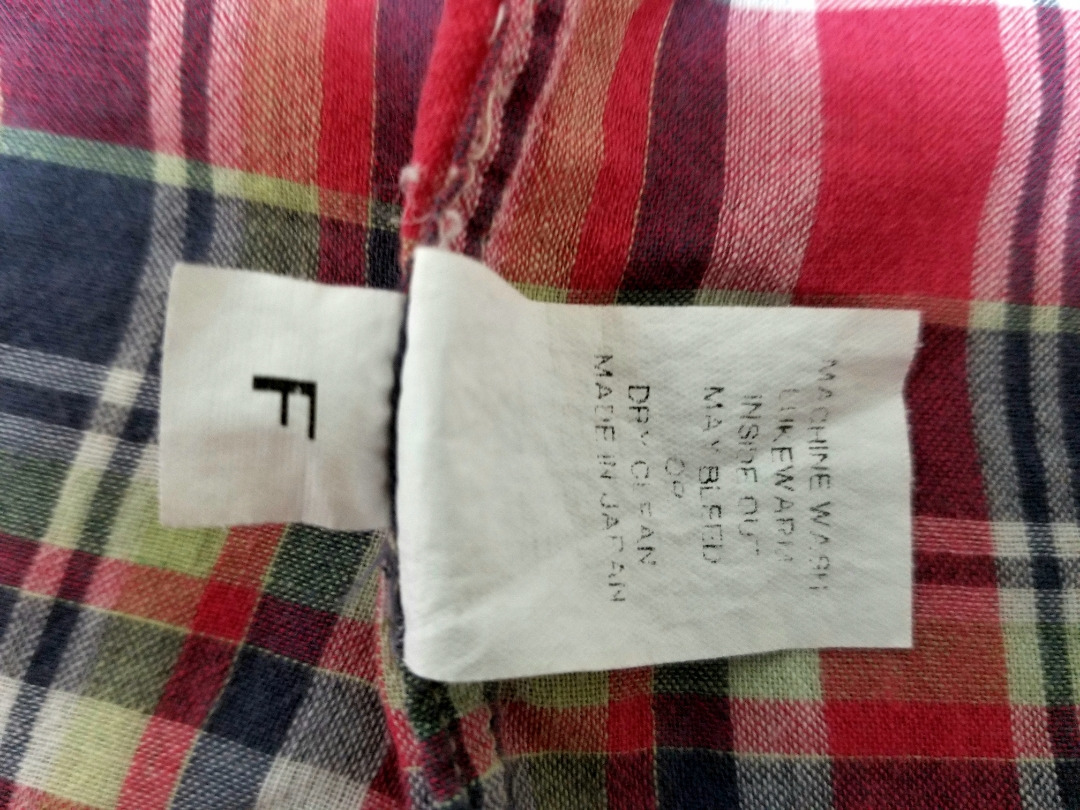 F
MACHINE WASH
LUKEWARM
INSIDE OUT
MAY BLEED
OR
DRY CLEAN
MADE IN JAPAN